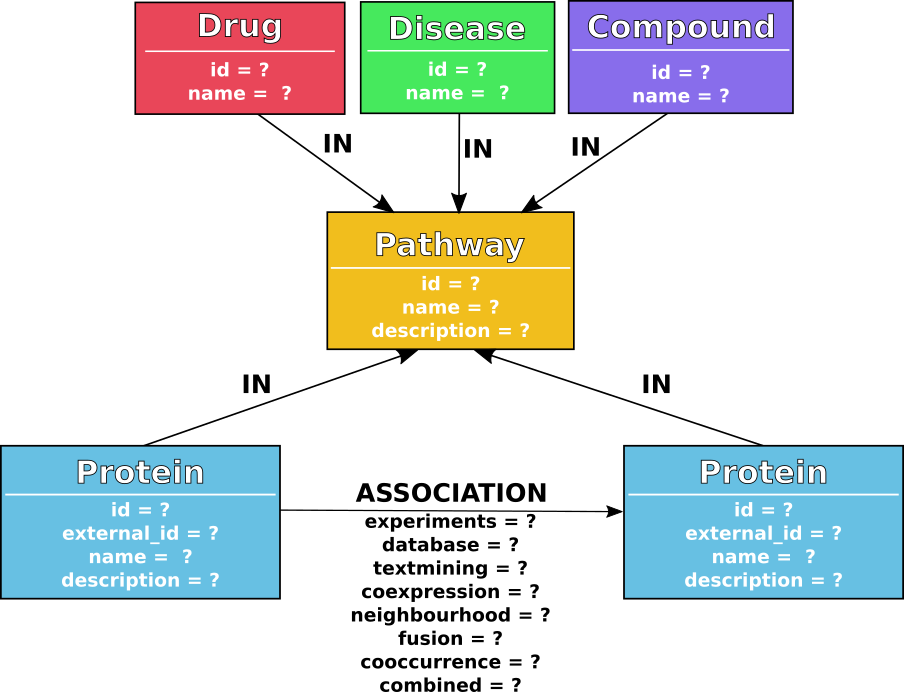 Drug
id = ?
name = ?
Disease
id = ?
name = ?
Compound
id = ?
name = ?
IN
IN
IN
Pathway
id = ?
name = ?
description = ?
IN
IN
Protein
id = ?
external_id = ?
name = ?
description = ?
ASSOCIATION
experiments = ?
database = ?
textmining = ?
coexpression = ?
neighbourhood = ?
fusion = ?
cooccurrence = ?
combined = ?
Protein
id = ?
external_id = ?
name = ?
description = ?